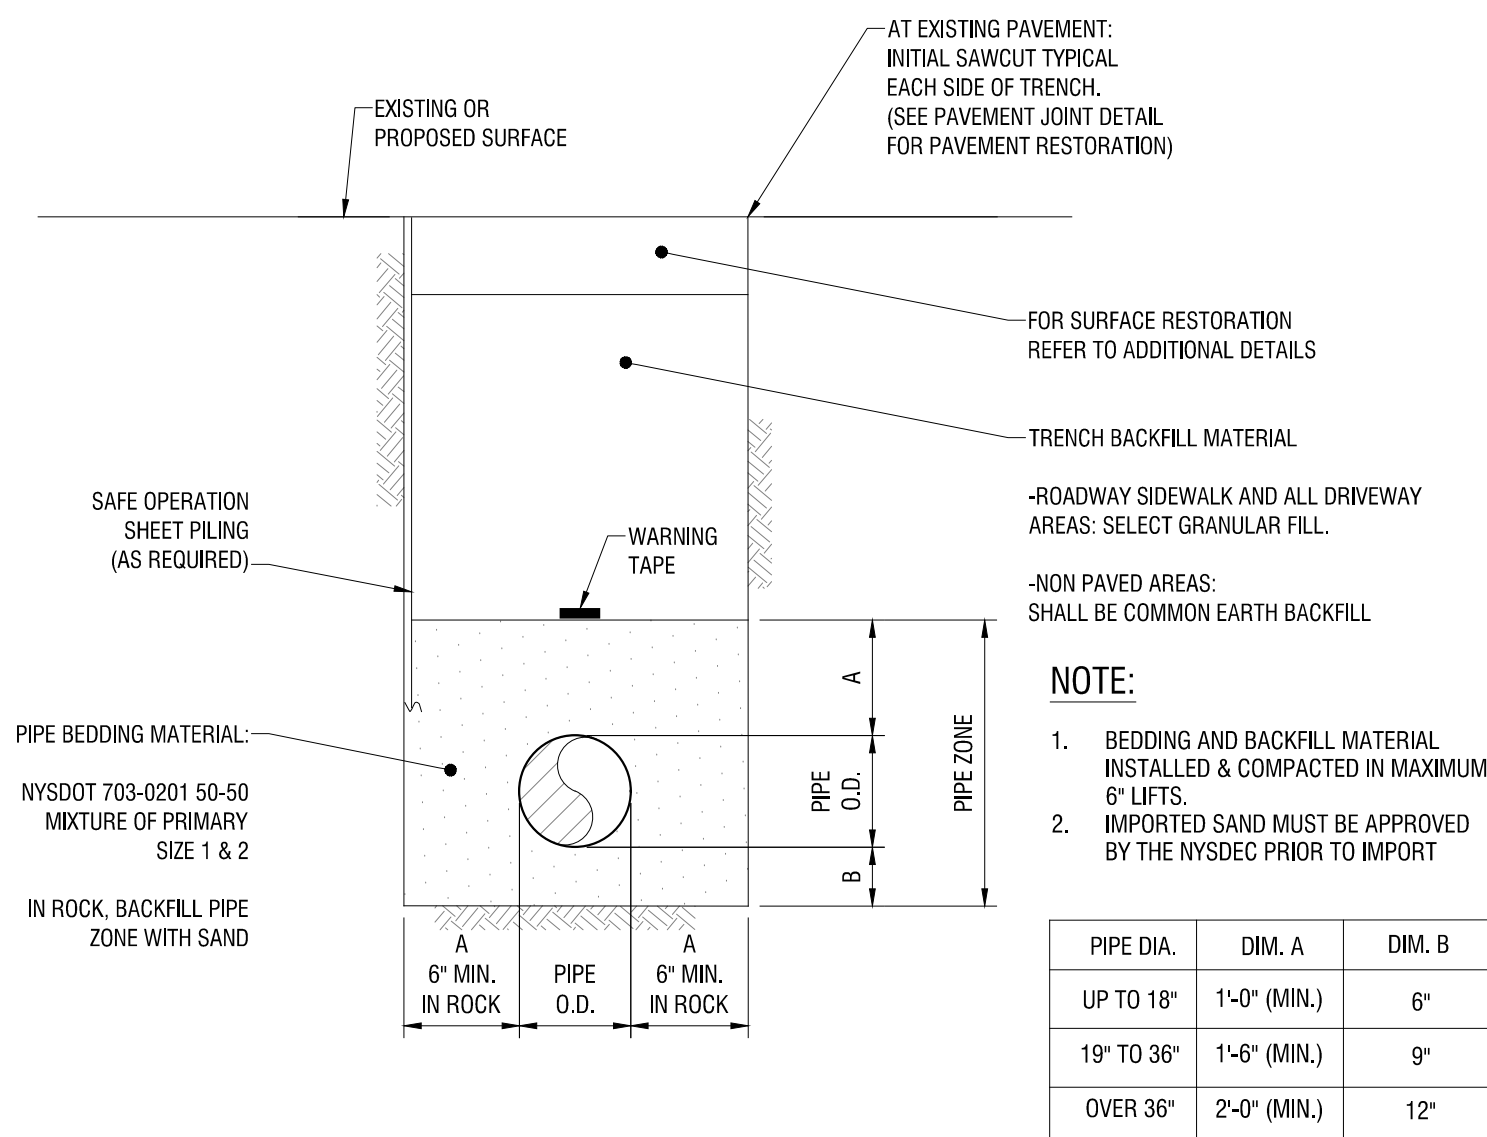 AT EXISTING PAVEMENT:
INITIAL SAWCUT TYPICAL
EACH SIDE OF TRENCH.
(SEE PAVEMENT JOINT DETAIL
FOR PAVEMENT RESTORATION)
EXISTING OR
PROPOSED SURFACE
FOR SURFACE RESTORATION
REFER TO ADDITIONAL DETAILS
TRENCH BACKFILL MATERIAL
-ROADWAY SIDEWALK AND ALL DRIVEWAY
AREAS: SELECT GRANULAR FILL.
-NON PAVED AREAS:
SHALL BE COMMON EARTH BACKFILL
SAFE OPERATION
SHEET PILING
(AS REQUIRED)
WARNING
TAPE
PIPE BEDDING MATERIAL:
NYSDOT 703-0201 50-50
MIXTURE OF PRIMARY
SIZE 1 & 2
IN ROCK, BACKFILL PIPE
ZONE WITH SAND
A
PIPE
O.D.
B
PIPE ZONE
A
6" MIN.
IN ROCK
PIPE
O.D.
A
6" MIN.
IN ROCK
NOTE:
1. BEDDING AND BACKFILL MATERIAL
INSTALLED & COMPACTED IN MAXIMUM
6" LIFTS.
2. IMPORTED SAND MUST BE APPROVED
BY THE NYSDEC PRIOR TO IMPORT
PIPE DIA. DIM. A DIM. B
UP TO 18" 1'-0" (MIN.) 6"
19" TO 36" 1'-6" (MIN.) 9"
OVER 36" 2'-0" (MIN.) 12"